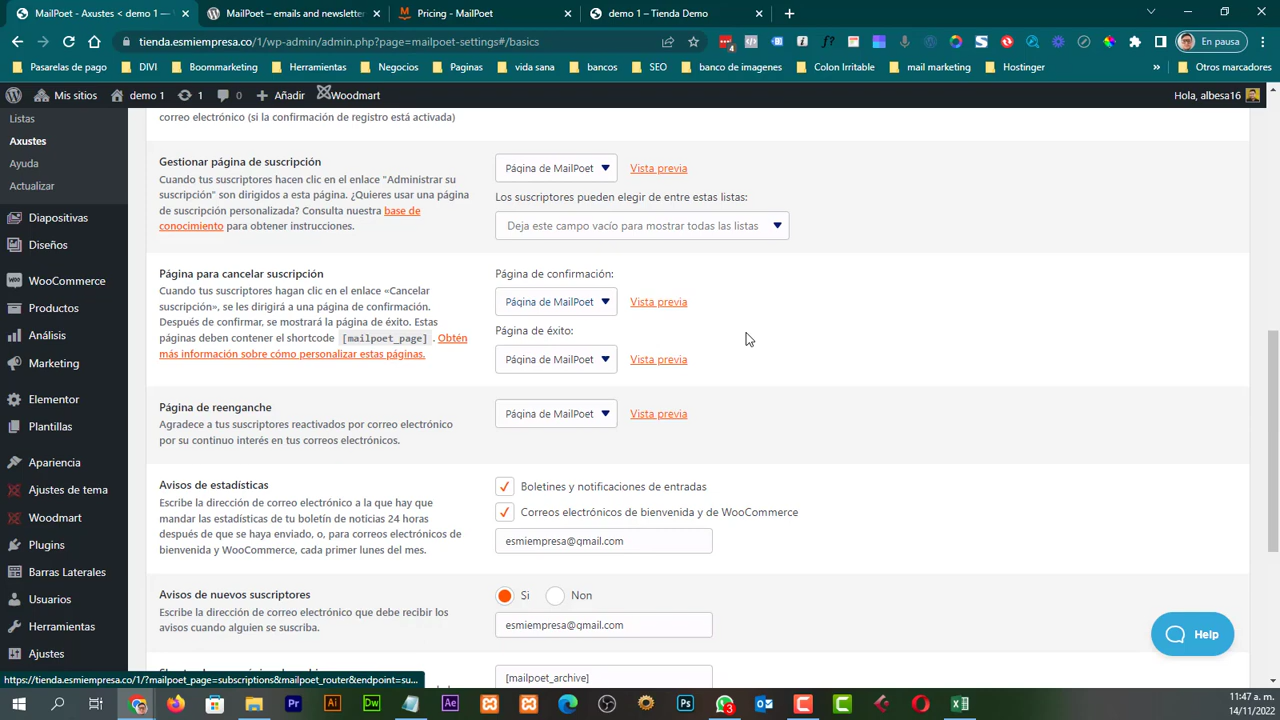 MailPoet - Axustes < demo 1 —
MailPoet – emails and newsletter
Pricing - MailPoet
demo 1 – Tienda Demo
tienda.esmiempresa.co/1/wp-admin/admin.php?page=mailpoet-settings#/basics
4
f?
En pausa
Pasarelas de pago
DIVI
Boommarketing
Herramientas
Negocios
Paginas
vida sana
bancos
SEO
banco de imagenes
Colon Irritable
mail marketing
Hostinger
»
Otros marcadores
Mis sitios
demo 1
1
0
Añadir
Woodmart
Hola, albesa16
Listas
Axustes
Ayuda
Actualizar
Diapositivas
Diseños
WooCommerce
Productos
Análisis
Marketing
Elementor
Plantillas
Apariencia
Ajustes de tema
Woodmart
Plugins
Barras Laterales
Usuarios
Herramientas
Ajustes
correo electrónico (si la confirmación de registro está activada)
Gestionar página de suscripción
Cuando tus suscriptores hacen clic en el enlace "Administrar su
suscripción" son dirigidos a esta página. ¿Quieres usar una página
de suscripción personalizada? Consulta nuestra base de
conocimiento para obtener instrucciones.
Página de MailPoet
Vista previa
Los suscriptores pueden elegir de entre estas listas:
Deja este campo vacío para mostrar todas las listas
Página para cancelar suscripción
Cuando tus suscriptores hagan clic en el enlace «Cancelar
suscripción», se les dirigirá a una página de confirmación.
Después de confirmar, se mostrará la página de éxito. Estas
páginas deben contener el shortcode [mailpoet_page] . Obtén
más información sobre cómo personalizar estas páginas.
Página de confirmación:
Página de MailPoet
Vista previa
Página de éxito:
Página de MailPoet
Vista previa
Página de reenganche
Agradece a tus suscriptores reactivados por correo electrónico
por su continuo interés en tus correos electrónicos.
Página de MailPoet
Vista previa
Avisos de estadísticas
Escribe la dirección de correo electrónico a la que hay que
mandar las estadísticas de tu boletín de noticias 24 horas
después de que se haya enviado, o, para correos electrónicos de
bienvenida y WooCommerce, cada primer lunes del mes.
Boletines y notificaciones de entradas
Correos electrónicos de bienvenida y de WooCommerce
esmiempresa@gmail.com
Avisos de nuevos suscriptores
Escribe la dirección de correo electrónico que debe recibir los
avisos cuando alguien se suscriba.
Si
Non
esmiempresa@gmail.com
[mailpoet_archive]
Help
https://tienda.esmiempresa.co/1/?mailpoet_page=subscriptions&mailpoet_router&endpoint=su...
Pr
Ai
Dw
Ae
Ps
3
11:47 a. m.
14/11/2022